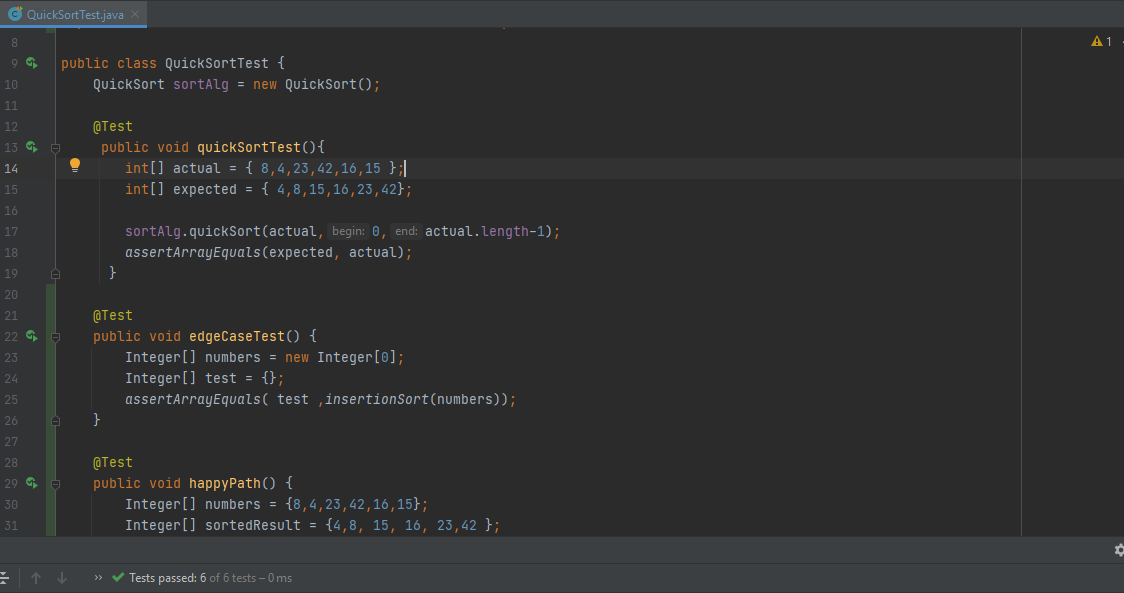 QuickSortTest.java
1
8
9 public class QuickSortTest {
10 QuickSort sortAlg = new QuickSort();
11
12 @Test
13 public void quickSortTest(){
14 int[] actual = { 8,4,23,42,16,15 };
15 int[] expected = { 4,8,15,16,23,42};
16
17 sortAlg.quickSort(actual, begin: 0, end: actual.length-1);
18 assertArrayEquals(expected, actual);
19 }
20
21 @Test
22 public void edgeCaseTest() {
23 Integer[] numbers = new Integer[0];
24 Integer[] test = {};
25 assertArrayEquals( test ,insertionSort(numbers));
26 }
27
28 @Test
29 public void happyPath() {
30 Integer[] numbers = {8,4,23,42,16,15};
31 Integer[] sortedResult = {4,8, 15, 16, 23,42 };
» Tests passed: 6 of 6 tests – 0 ms